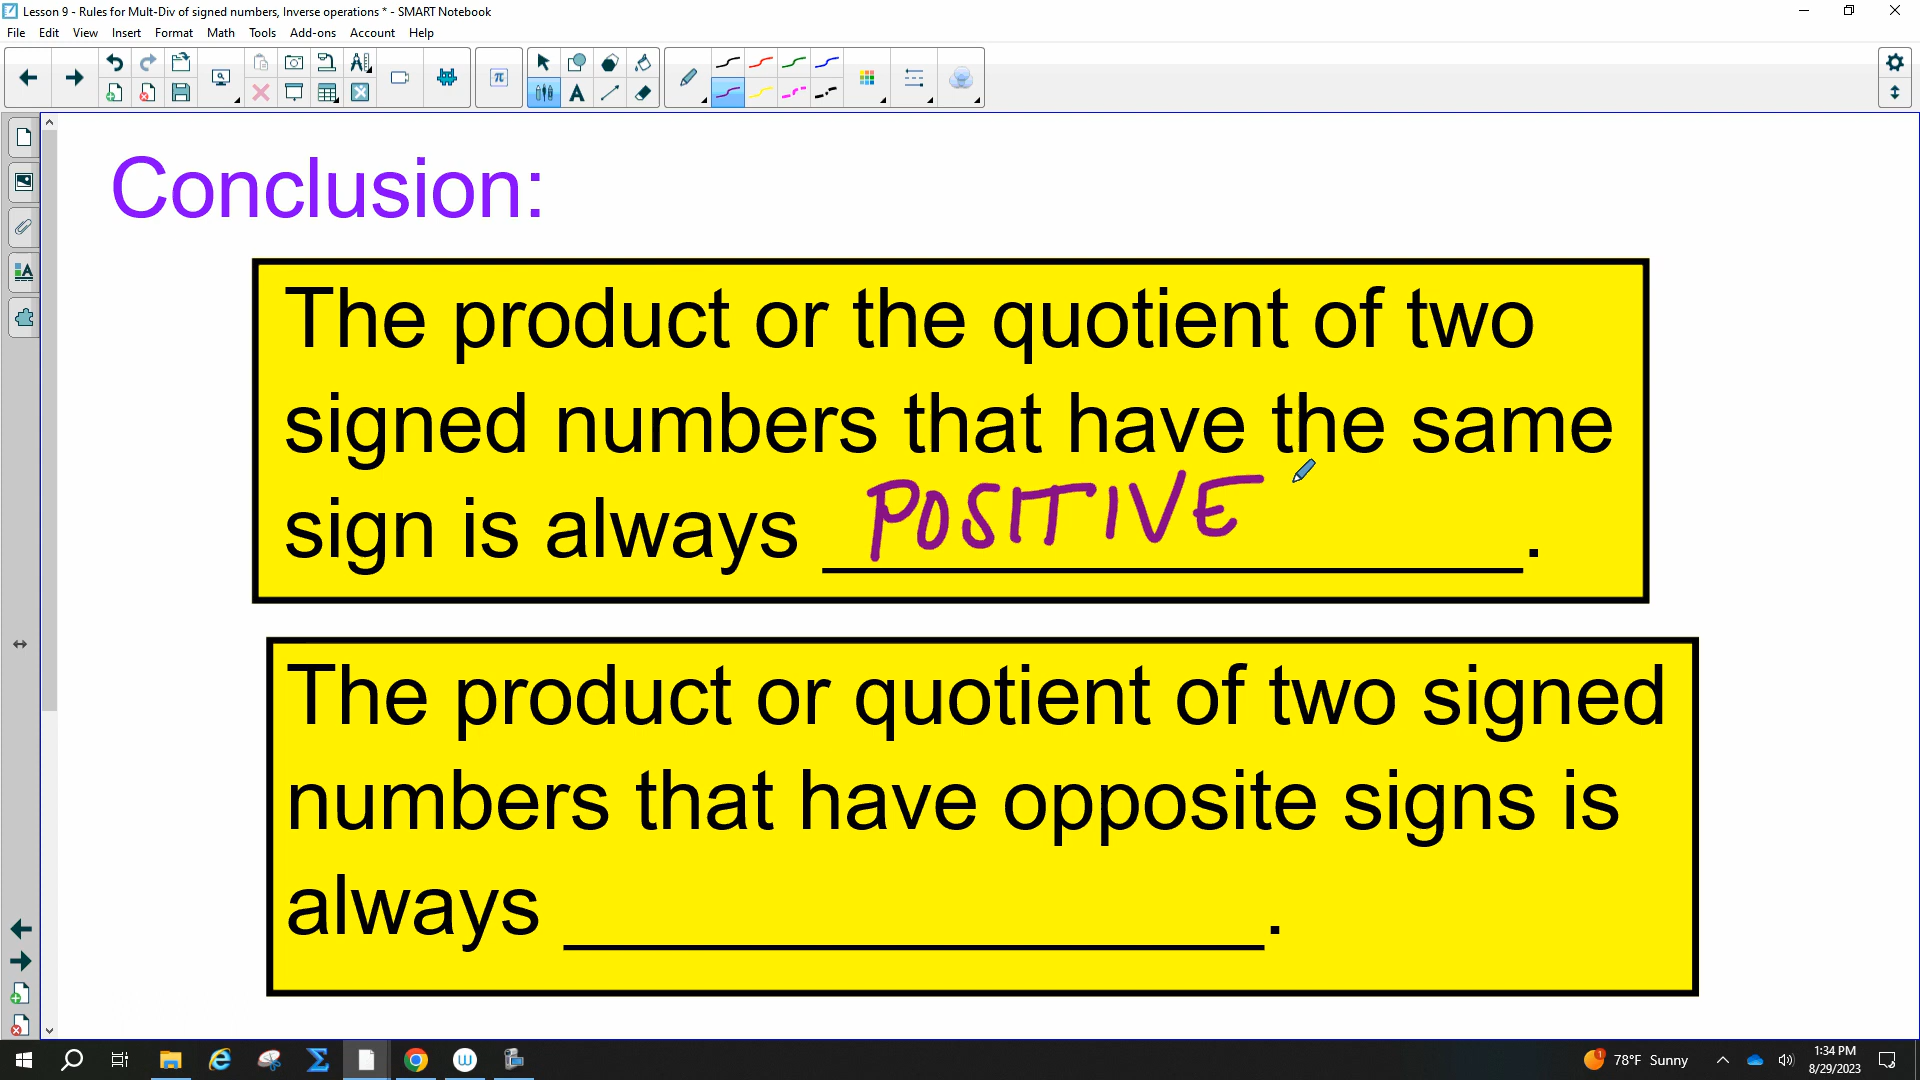 Lesson 9 - Rules for Mult-Div of signed numbers, Inverse operations * - SMART Notebook
File Edit View Insert Format Math Tools Add-ons Account Help
Conclusion:
The product or the quotient of two
signed numbers that have the same
sign is always POSITIVE.
The product or quotient of two signed
numbers that have opposite signs is
always ____________________.
78°F Sunny
1:34 PM
8/29/2023